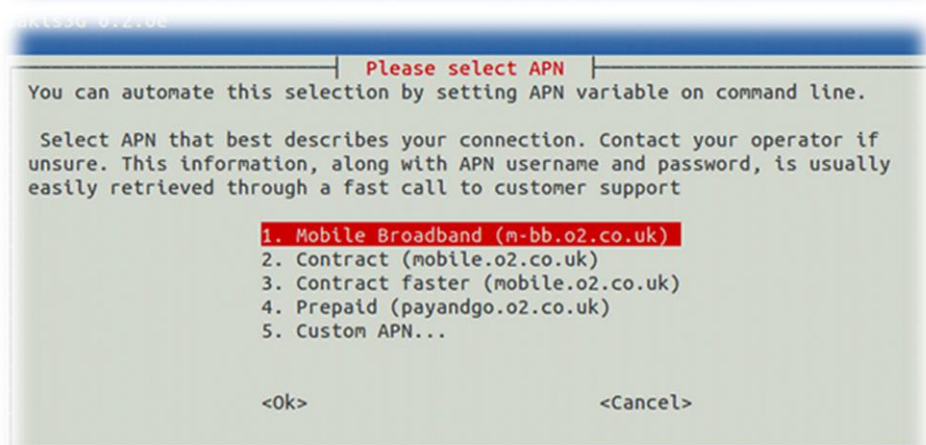 Please select APN
You can automate this selection by setting APN variable on command line.
Select APN that best describes your connection. Contact your operator if
unsure. This information, along with APN username and password, is usually
easily retrieved through a fast call to customer support
1. Mobile Broadband (m-bb.o2.co.uk)
2. Contract (mobile.o2.co.uk)
3. Contract faster (mobile.o2.co.uk)
4. Prepaid (payandgo.o2.co.uk)
5. Custom APN...
<Ok> <Cancel>